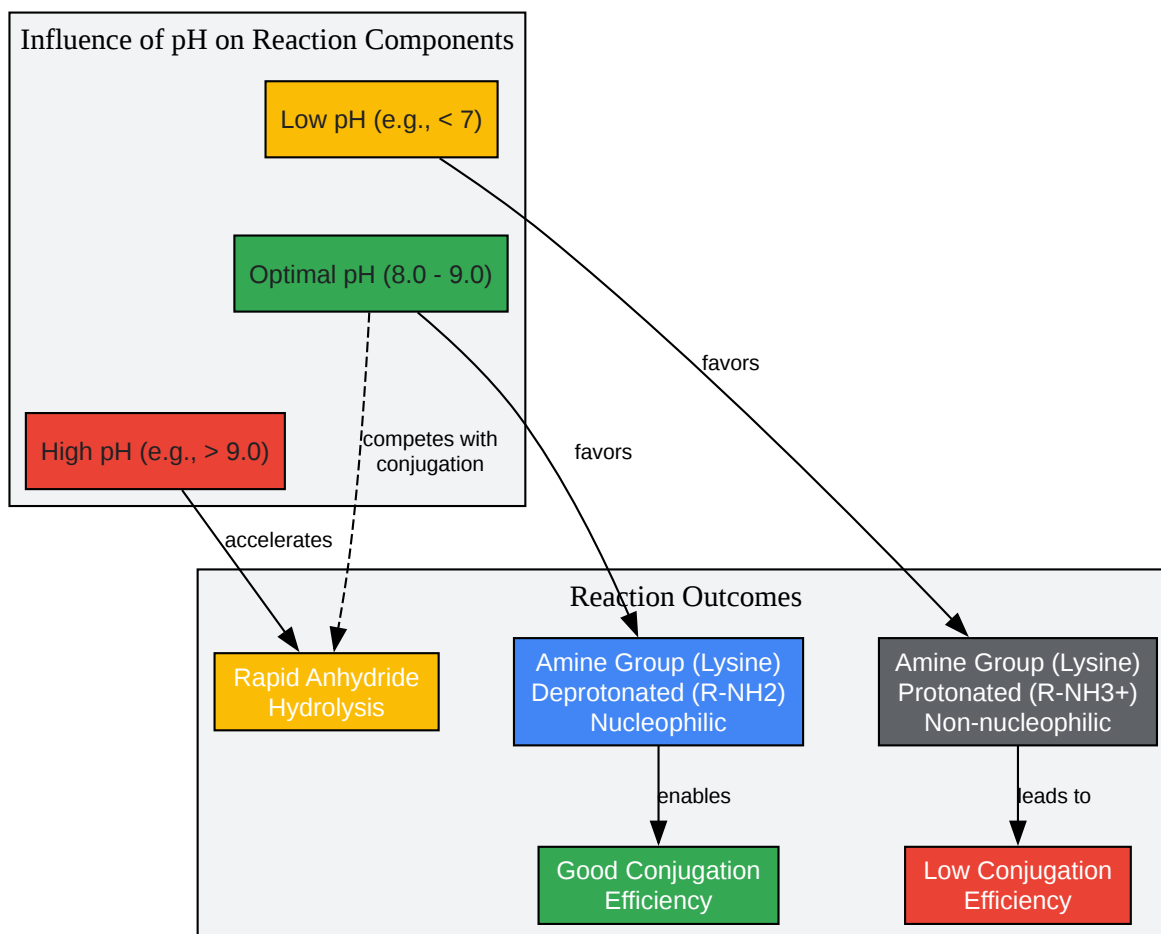 Influence of pH on Reaction Components
Low pH (e.g., < 7)
Optimal pH (8.0 - 9.0)
favors
competes with
conjugation
favors
High pH (e.g., > 9.0)
accelerates
Reaction Outcomes
Rapid Anhydride
Hydrolysis
Amine Group (Lysine)
Deprotonated (R-NH2)
Nucleophilic
Amine Group (Lysine)
Protonated (R-NH3+)
Non-nucleophilic
enables
leads to
Good Conjugation
Efficiency
Low Conjugation
Efficiency